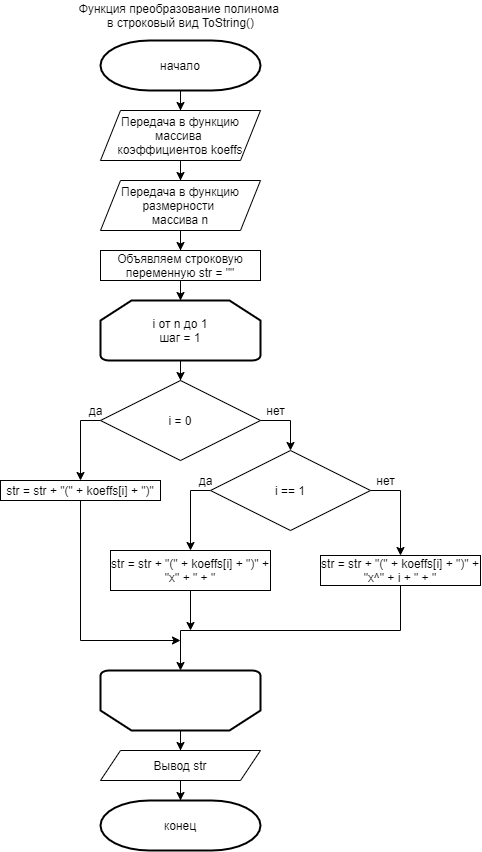 Функция преобразование полинома
в строковый вид ToString()
начало
Передача в функцию
массива
коэффициентов koeffs
Передача в функцию
размерности
массива n
Объявляем строковую
переменную str = ""
i от n до 1
шаг = 1
i = 0
да
нет
str = str + "(" + koeffs[i] + ")"
i == 1
да
нет
str = str + "(" + koeffs[i] + ")" +
"x" + " + "
str = str + "(" + koeffs[i] + ")" +
"x^" + i + " + "
Вывод str
конец